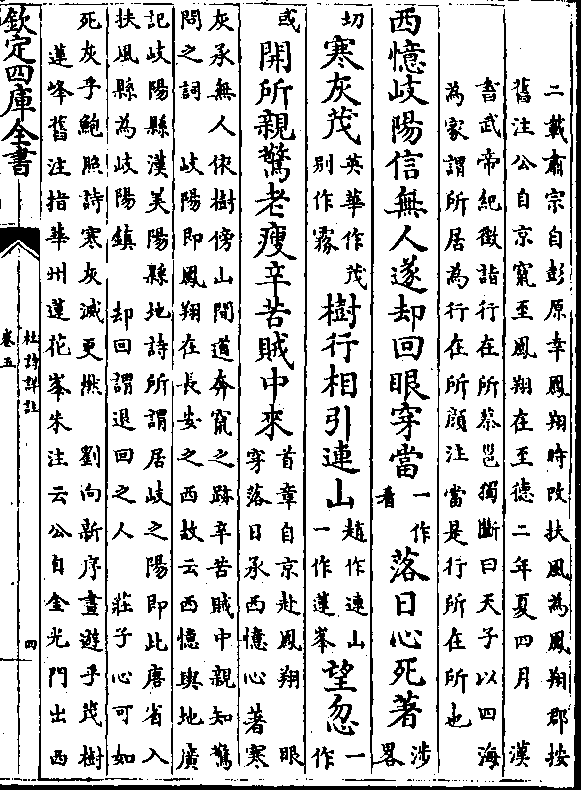 二載肅宗自彭原幸鳳翔時改扶風為鳳翔郡按
舊注公自京竄至鳳翔在至德二年夏四月　漢
書武帝紀徵詣行在所蔡邕獨斷曰天子以四海
為家謂所居為行在所顔注當是行所在所也
西憶岐陽信無人遂却回眼穿當一作看落日心死著涉畧
切寒灰茂英華作茂別作霧樹行相引連山趙作連山一作蓮峯望忽一作
或開所親驚老瘦辛苦賊中來首章自京赴鳳翔　眼
穿落日承西憶心著寒
灰承無人依樹傍山間道奔竄之跡辛苦賊中親知驚
問之詞　岐陽即鳳翔在長安之西故云西憶輿地廣
記岐陽縣漢美陽縣地詩所謂居岐之陽即此唐省入
扶風縣為岐陽鎮　却回謂退回之人　莊子心可如
死灰乎鮑照詩寒灰滅更燃　劉向新序晝遊乎茂樹
蓮峰舊注指華州蓮花峯朱注云公自金光門出西
欽定四庫全書
杜詩詳註
卷五
四